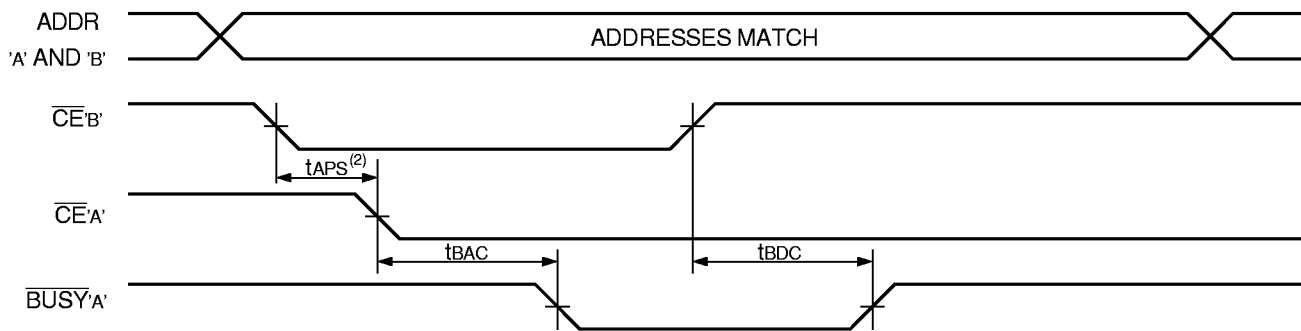 ADDR
'A' AND 'B'
ADDRESSES MATCH
CE'B'
tAPS(2)
CE'A'
tBAC
tBDC
BUSY'A'